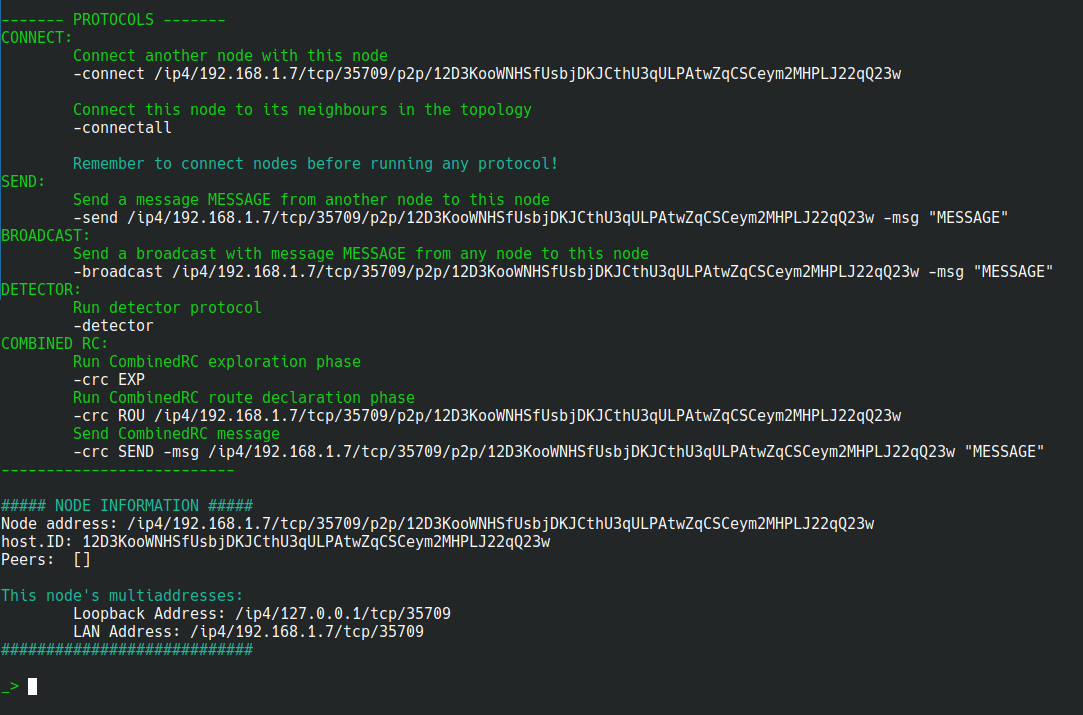 ------- PROTOCOLS -------
CONNECT:
Connect another node with this node
-connect /ip4/192.168.1.7/tcp/35709/p2p/12D3KooWNHSfUsbjDKJCthU3qULPAtwZqCSCeym2MHPLJ22qQ23w
Connect this node to its neighbours in the topology
-connectall
Remember to connect nodes before running any protocol!
SEND:
Send a message MESSAGE from another node to this node
-send /ip4/192.168.1.7/tcp/35709/p2p/12D3KooWNHSfUsbjDKJCthU3qULPAtwZqCSCeym2MHPLJ22qQ23w -msg "MESSAGE"
BROADCAST:
Send a broadcast with message MESSAGE from any node to this node
-broadcast /ip4/192.168.1.7/tcp/35709/p2p/12D3KooWNHSfUsbjDKJCthU3qULPAtwZqCSCeym2MHPLJ22qQ23w -msg "MESSAGE"
DETECTOR:
Run detector protocol
-detector
COMBINED RC:
Run CombinedRC exploration phase
-crc EXP
Run CombinedRC route declaration phase
-crc ROU /ip4/192.168.1.7/tcp/35709/p2p/12D3KooWNHSfUsbjDKJCthU3qULPAtwZqCSCeym2MHPLJ22qQ23w
Send CombinedRC message
-crc SEND -msg /ip4/192.168.1.7/tcp/35709/p2p/12D3KooWNHSfUsbjDKJCthU3qULPAtwZqCSCeym2MHPLJ22qQ23w "MESSAGE"
--------------------------
##### NODE INFORMATION #####
Node address: /ip4/192.168.1.7/tcp/35709/p2p/12D3KooWNHSfUsbjDKJCthU3qULPAtwZqCSCeym2MHPLJ22qQ23w
host.ID: 12D3KooWNHSfUsbjDKJCthU3qULPAtwZqCSCeym2MHPLJ22qQ23w
Peers:  []
This node's multiaddresses:
Loopback Address: /ip4/127.0.0.1/tcp/35709
LAN Address: /ip4/192.168.1.7/tcp/35709
############################
_>